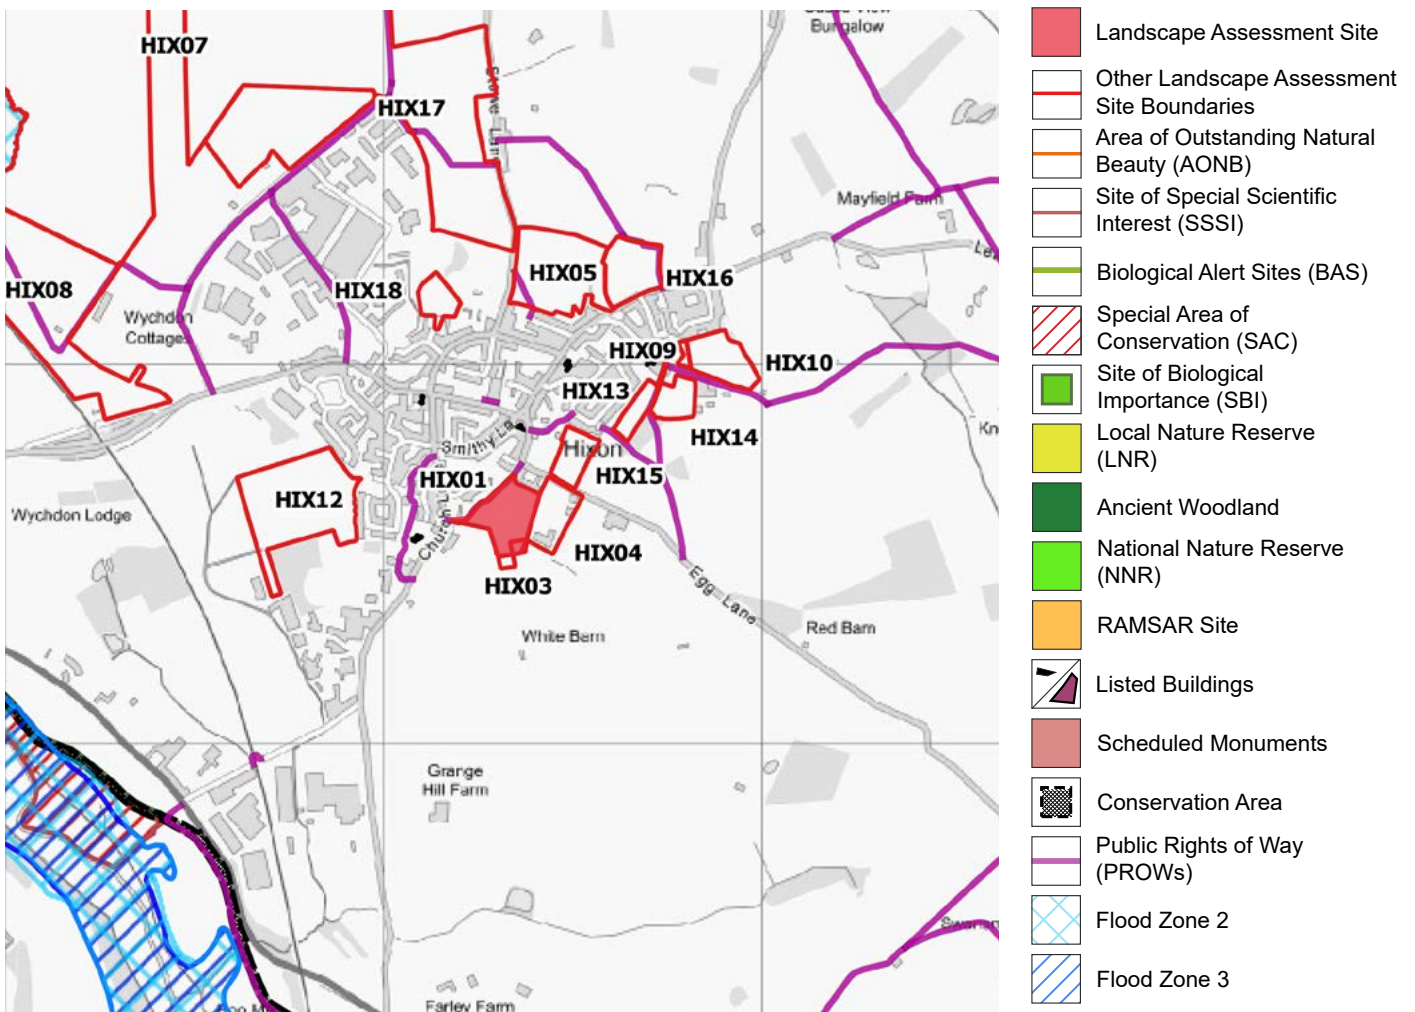 Bungalow
HIX07
HIX17
Stowe Lane
Mayfield Farm
HIX05
HIX16
HIX08
HIX18
Wychdon
Cottages
HIX09
HIX10
HIX13
HIX14
Smithy La
Hixon
HIX15
HIX01
HIX12
Wychdon Lodge
Church L
HIX04
HIX03
Egg Lane
White Barn
Red Barn
Grange
Hill Farm
Farley Farm
Landscape Assessment Site
Other Landscape Assessment
Site Boundaries
Area of Outstanding Natural
Beauty (AONB)
Site of Special Scientific
Interest (SSSI)
Biological Alert Sites (BAS)
Special Area of
Conservation (SAC)
Site of Biological
Importance (SBI)
Local Nature Reserve
(LNR)
Ancient Woodland
National Nature Reserve
(NNR)
RAMSAR Site
Listed Buildings
Scheduled Monuments
Conservation Area
Public Rights of Way
(PROWs)
Flood Zone 2
Flood Zone 3